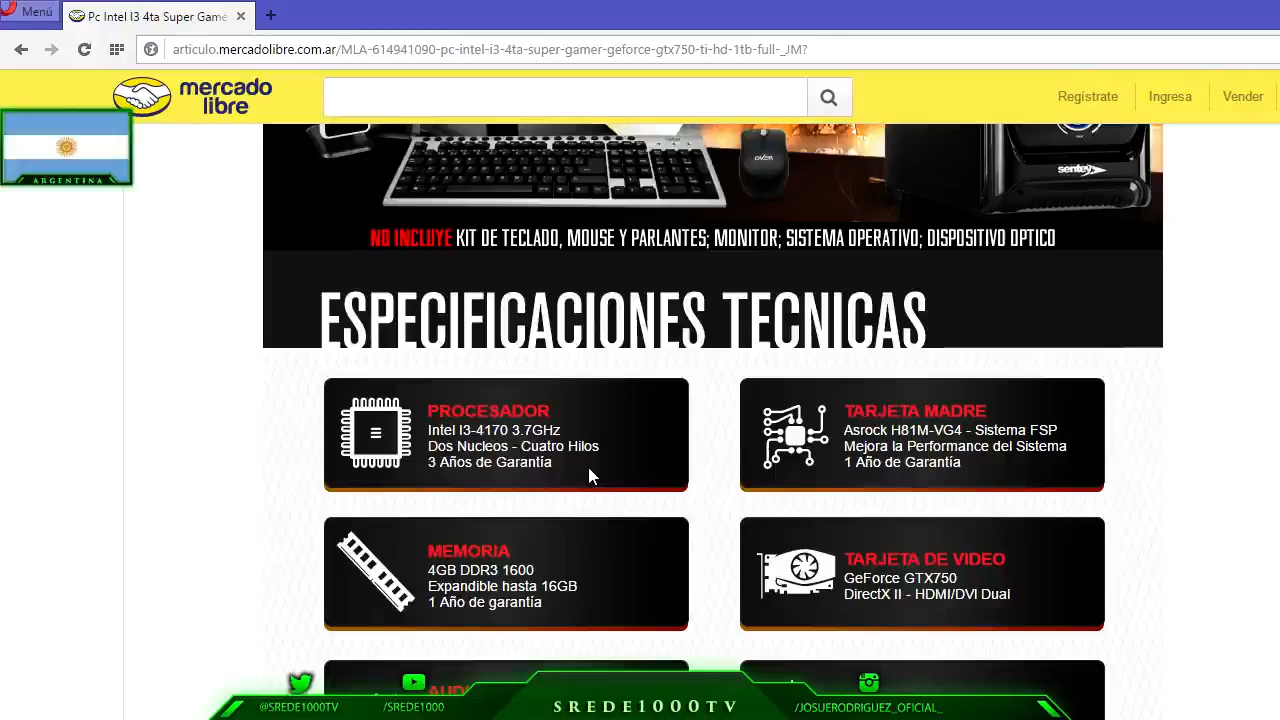 Menú
Pc Intel I3 4ta Super Game
articulo.mercadolibre.com.ar/MLA-614941090-pc-intel-i3-4ta-super-gamer-geforce-gtx750-ti-hd-1tb-full-_JM?
mercado
libre
Regístrate
Ingresa
Vender
ARGENTINA
OVER
sentey
NO INCLUYE KIT DE TECLADO, MOUSE Y PARLANTES; MONITOR; SISTEMA OPERATIVO; DISPOSITIVO OPTICO
ESPECIFICACIONES TECNICAS
PROCESADOR
Intel I3-4170 3.7GHz
Dos Nucleos - Cuatro Hilos
3 Años de Garantía
TARJETA MADRE
Asrock H81M-VG4 - Sistema FSP
Mejora la Performance del Sistema
1 Año de Garantía
MEMORIA
4GB DDR3 1600
Expandible hasta 16GB
1 Año de garantía
TARJETA DE VIDEO
GeForce GTX750
DirectX II - HDMI/DVI Dual
@SREDE1000TV
/SREDE1000
SREDE1000TV
/JOSUERODRIGUEZ_OFICIAL_